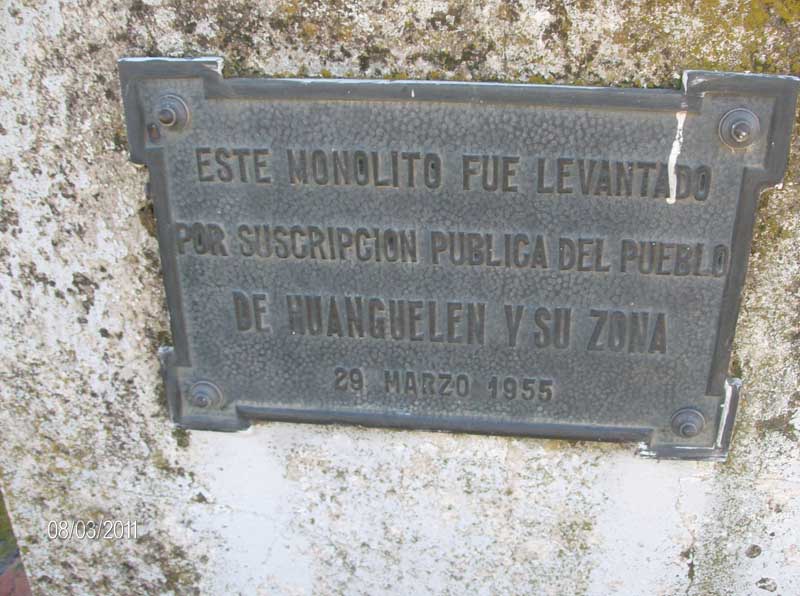 ESTE MONOLITO FUE LEVANTADO
POR SUSCRIPCION PUBLICA DEL PUEBLO
DE HUANGUELEN Y SU ZONA
29 MARZO 1955
08/03/2011